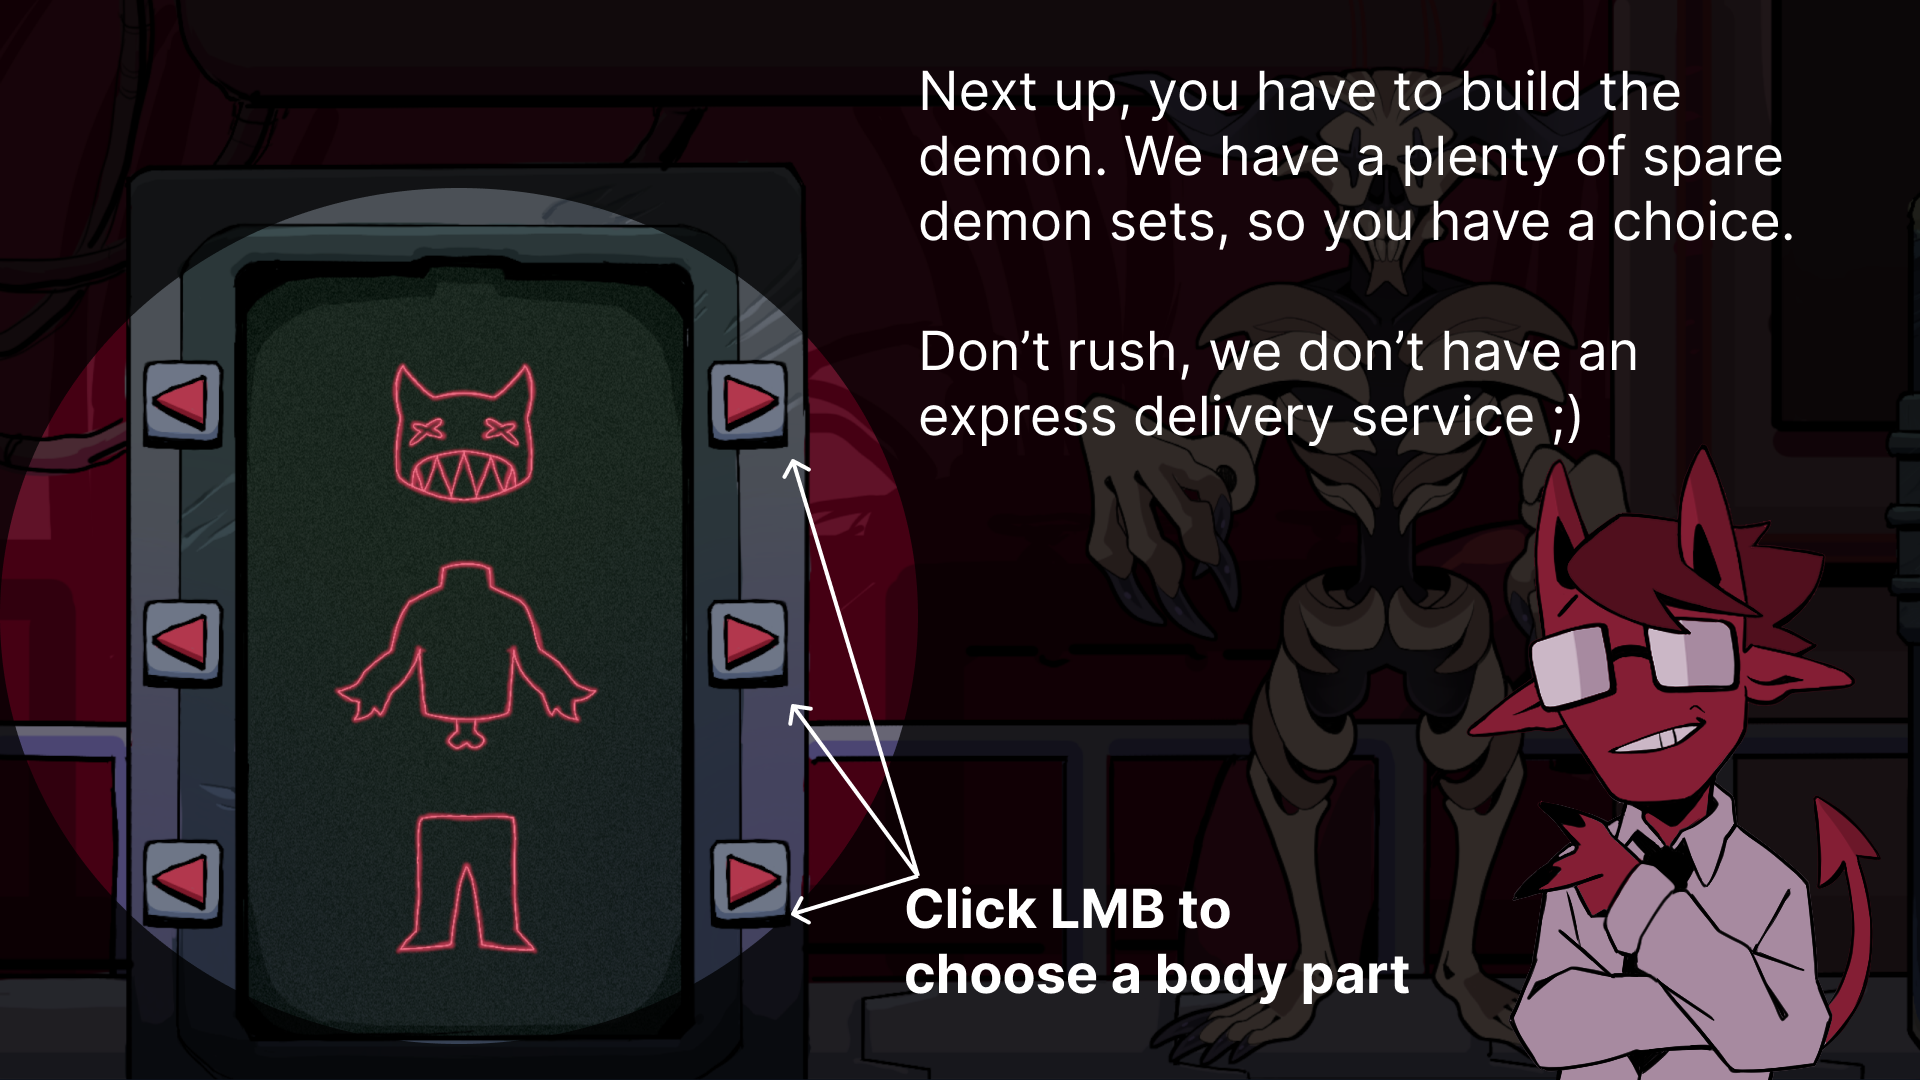 Next up, you have to build the
demon. We have a plenty of spare
demon sets, so you have a choice.
Don’t rush, we don’t have an
express delivery service ;)
Click LMB to
choose a body part